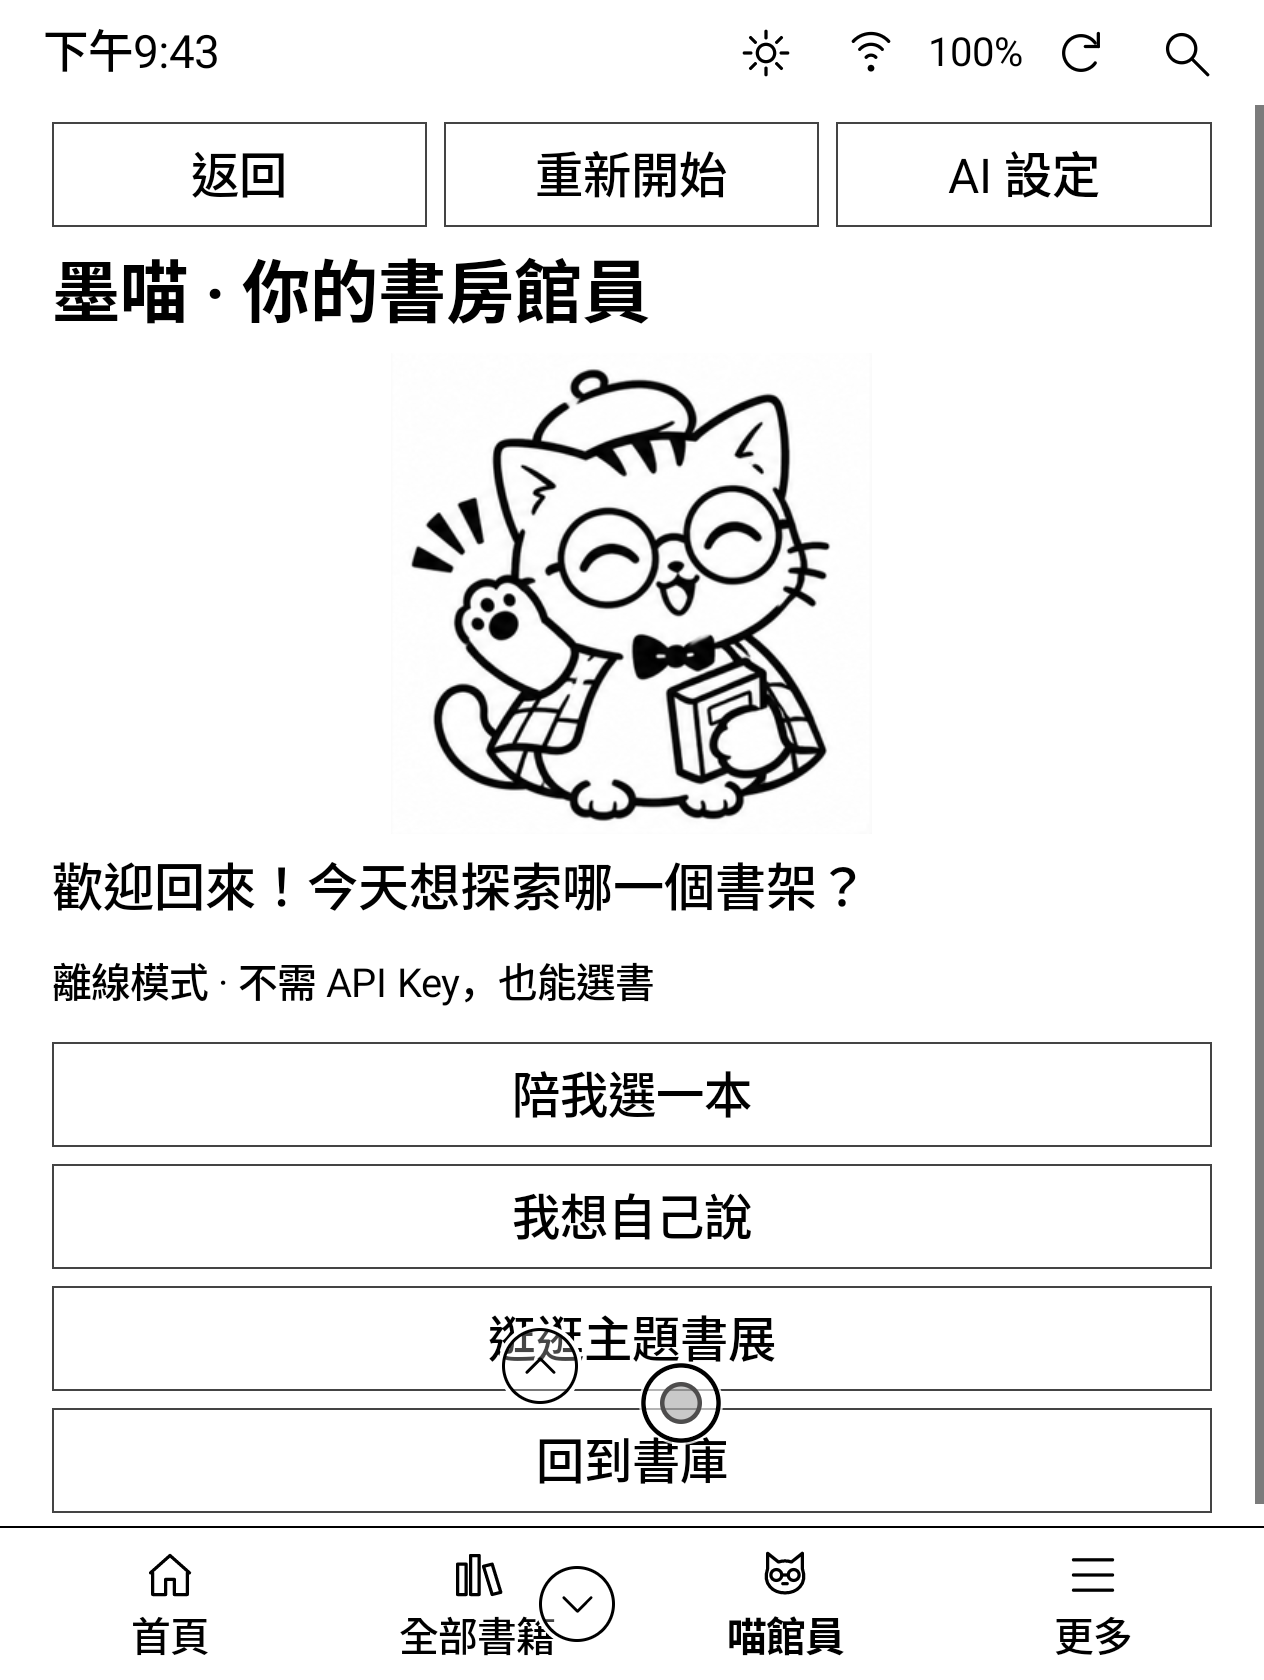 下午9:43 100%
返回 重新開始 AI 設定
墨喵 · 你的書房館員
歡迎回來！今天想探索哪一個書架？
離線模式 · 不需 API Key，也能選書
陪我選一本
我想自己說
逛逛主題書展
回到書庫
首頁 全部書籍 喵館員 更多